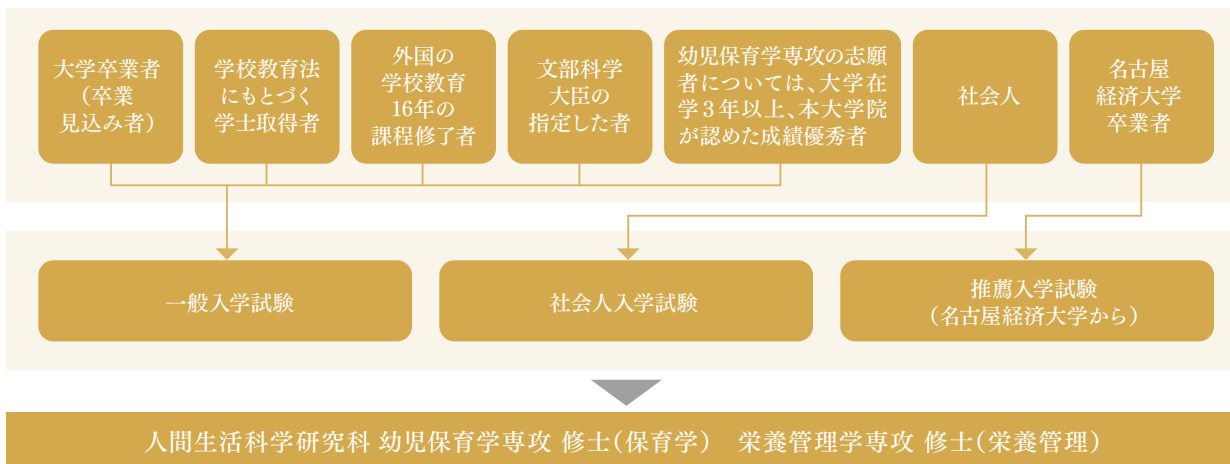 大学卒業者
（卒業
見込み者）
学校教育法
にもとづく
学士取得者
外国の
学校教育
16年の
課程修了者
文部科学
大臣の
指定した者
幼児保育学専攻の志願
者については、大学在
学3年以上、本大学院
が認めた成績優秀者
社会人
名古屋
経済大学
卒業者
一般入学試験
社会人入学試験
推薦入学試験
（名古屋経済大学から）
人間生活科学研究科 幼児保育学専攻 修士（保育学）　栄養管理学専攻 修士（栄養管理）